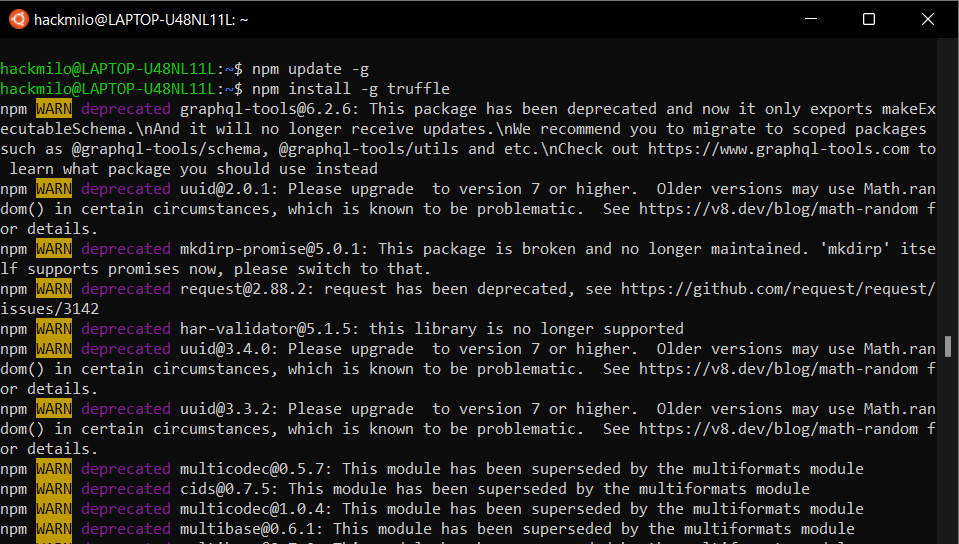 hackmilo@LAPTOP-U48NL11L: ~
hackmilo@LAPTOP-U48NL11L:~$ npm update -g
hackmilo@LAPTOP-U48NL11L:~$ npm install -g truffle
npm WARN deprecated graphql-tools@6.2.6: This package has been deprecated and now it only exports makeEx
ecutableSchema.\nAnd it will no longer receive updates.\nWe recommend you to migrate to scoped packages
such as @graphql-tools/schema, @graphql-tools/utils and etc.\nCheck out https://www.graphql-tools.com to
learn what package you should use instead
npm WARN deprecated uuid@2.0.1: Please upgrade  to version 7 or higher.  Older versions may use Math.ran
dom() in certain circumstances, which is known to be problematic.  See https://v8.dev/blog/math-random f
or details.
npm WARN deprecated mkdirp-promise@5.0.1: This package is broken and no longer maintained. 'mkdirp' itse
lf supports promises now, please switch to that.
npm WARN deprecated request@2.88.2: request has been deprecated, see https://github.com/request/request/
issues/3142
npm WARN deprecated har-validator@5.1.5: this library is no longer supported
npm WARN deprecated uuid@3.4.0: Please upgrade  to version 7 or higher.  Older versions may use Math.ran
dom() in certain circumstances, which is known to be problematic.  See https://v8.dev/blog/math-random f
or details.
npm WARN deprecated uuid@3.3.2: Please upgrade  to version 7 or higher.  Older versions may use Math.ran
dom() in certain circumstances, which is known to be problematic.  See https://v8.dev/blog/math-random f
or details.
npm WARN deprecated multicodec@0.5.7: This module has been superseded by the multiformats module
npm WARN deprecated cids@0.7.5: This module has been superseded by the multiformats module
npm WARN deprecated multicodec@1.0.4: This module has been superseded by the multiformats module
npm WARN deprecated multibase@0.6.1: This module has been superseded by the multiformats module